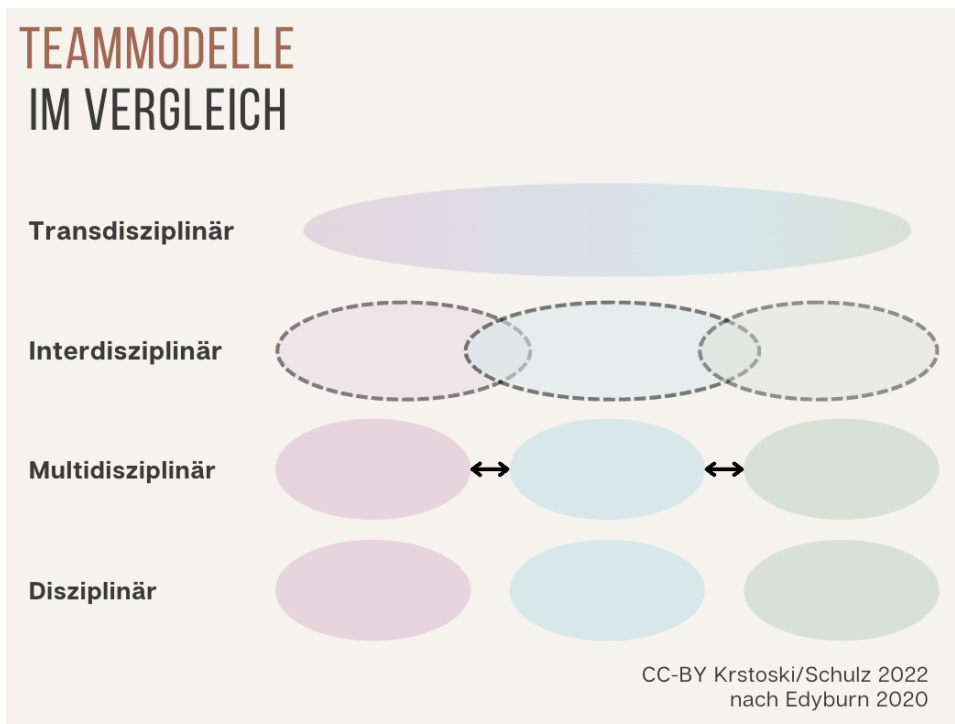 TEAMMODELLE
IM VERGLEICH
Transdisziplinär
Interdisziplinär
Multidisziplinär
Disziplinär
CC-BY Krstoski/Schulz 2022
nach Edyburn 2020